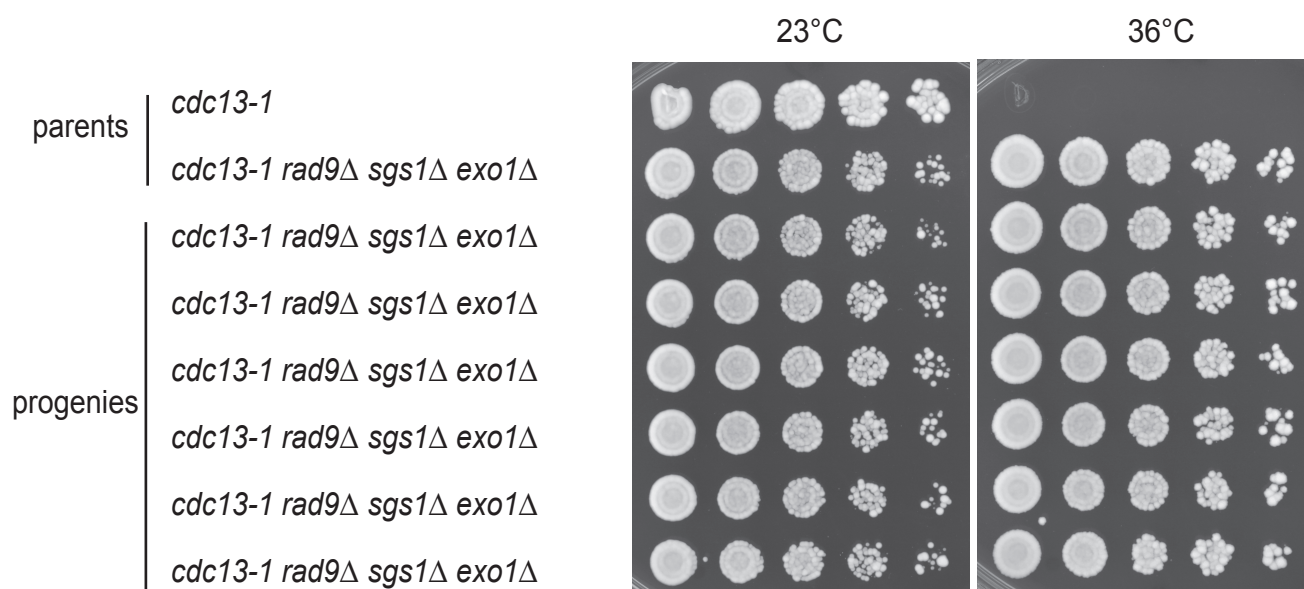 23°C 36°C
parents
cdc13-1
cdc13-1 rad9Δ sgs1Δ exo1Δ
progenies
cdc13-1 rad9Δ sgs1Δ exo1Δ
cdc13-1 rad9Δ sgs1Δ exo1Δ
cdc13-1 rad9Δ sgs1Δ exo1Δ
cdc13-1 rad9Δ sgs1Δ exo1Δ
cdc13-1 rad9Δ sgs1Δ exo1Δ
cdc13-1 rad9Δ sgs1Δ exo1Δ